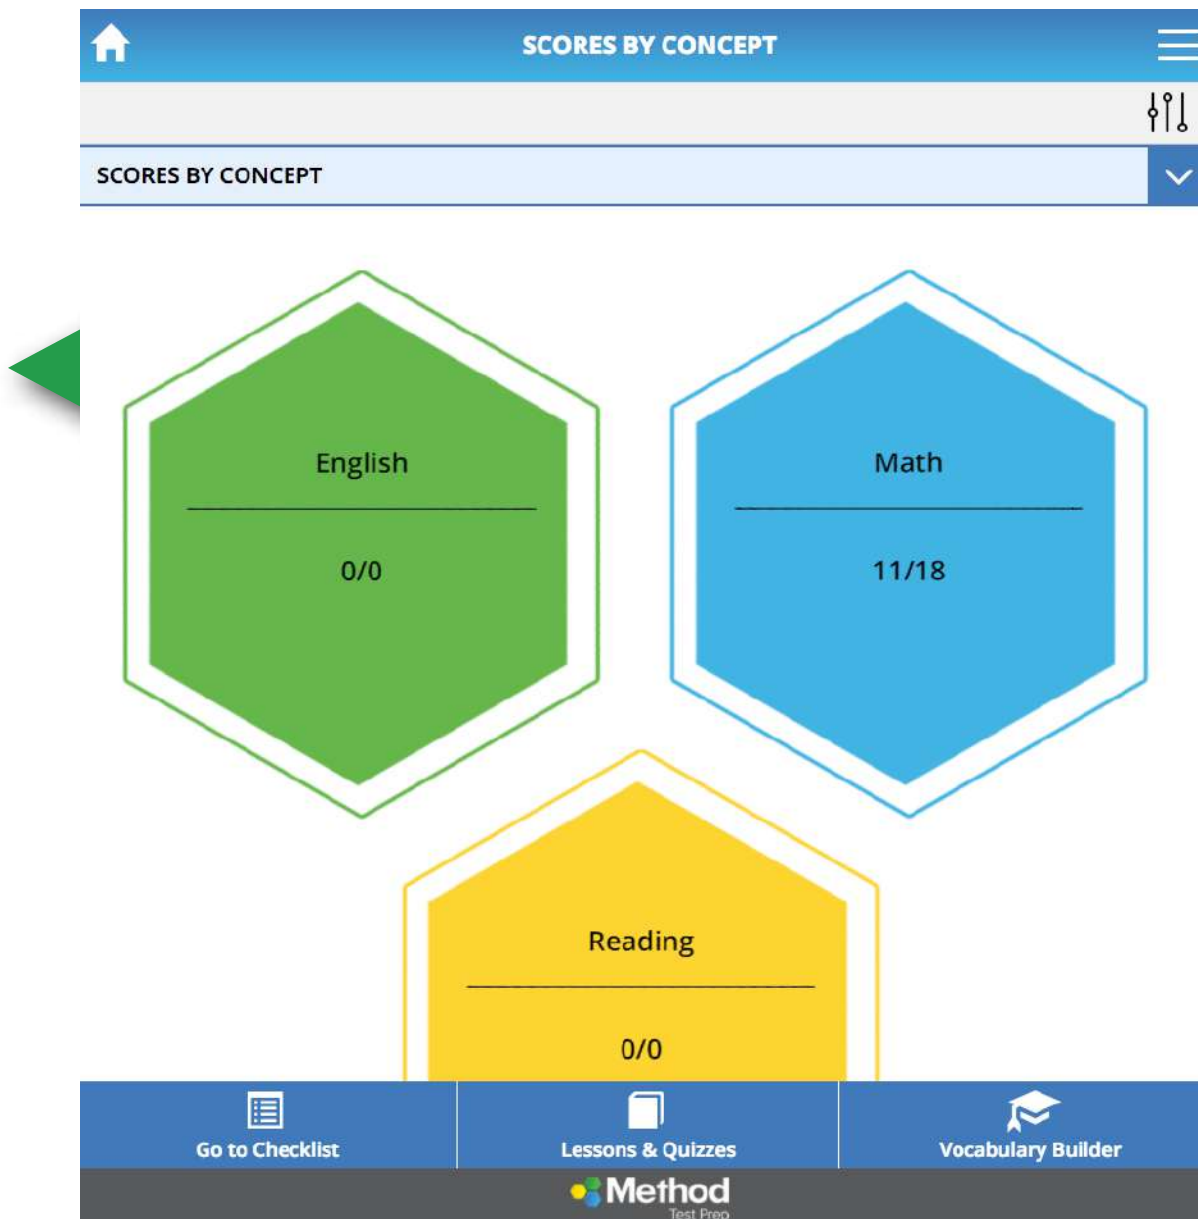 SCORES BY CONCEPT
SCORES BY CONCEPT
English
0/0
Math
11/18
Reading
0/0
Go to Checklist
Lessons & Quizzes
Vocabulary Builder
Method
Test Prep